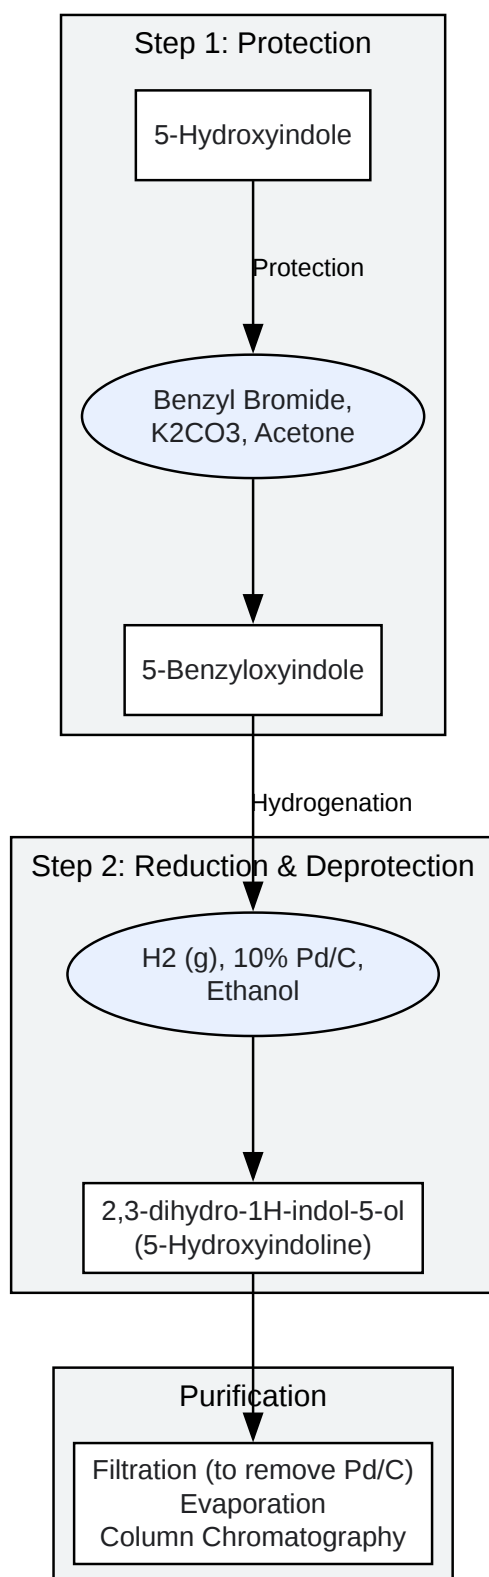 Step 1: Protection
5-Hydroxyindole
Protection
Benzyl Bromide,
K2CO3, Acetone
5-Benzyloxyindole
Hydrogenation
Step 2: Reduction & Deprotection
H2 (g), 10% Pd/C,
Ethanol
2,3-dihydro-1H-indol-5-ol
(5-Hydroxyindoline)
Purification
Filtration (to remove Pd/C)
Evaporation
Column Chromatography